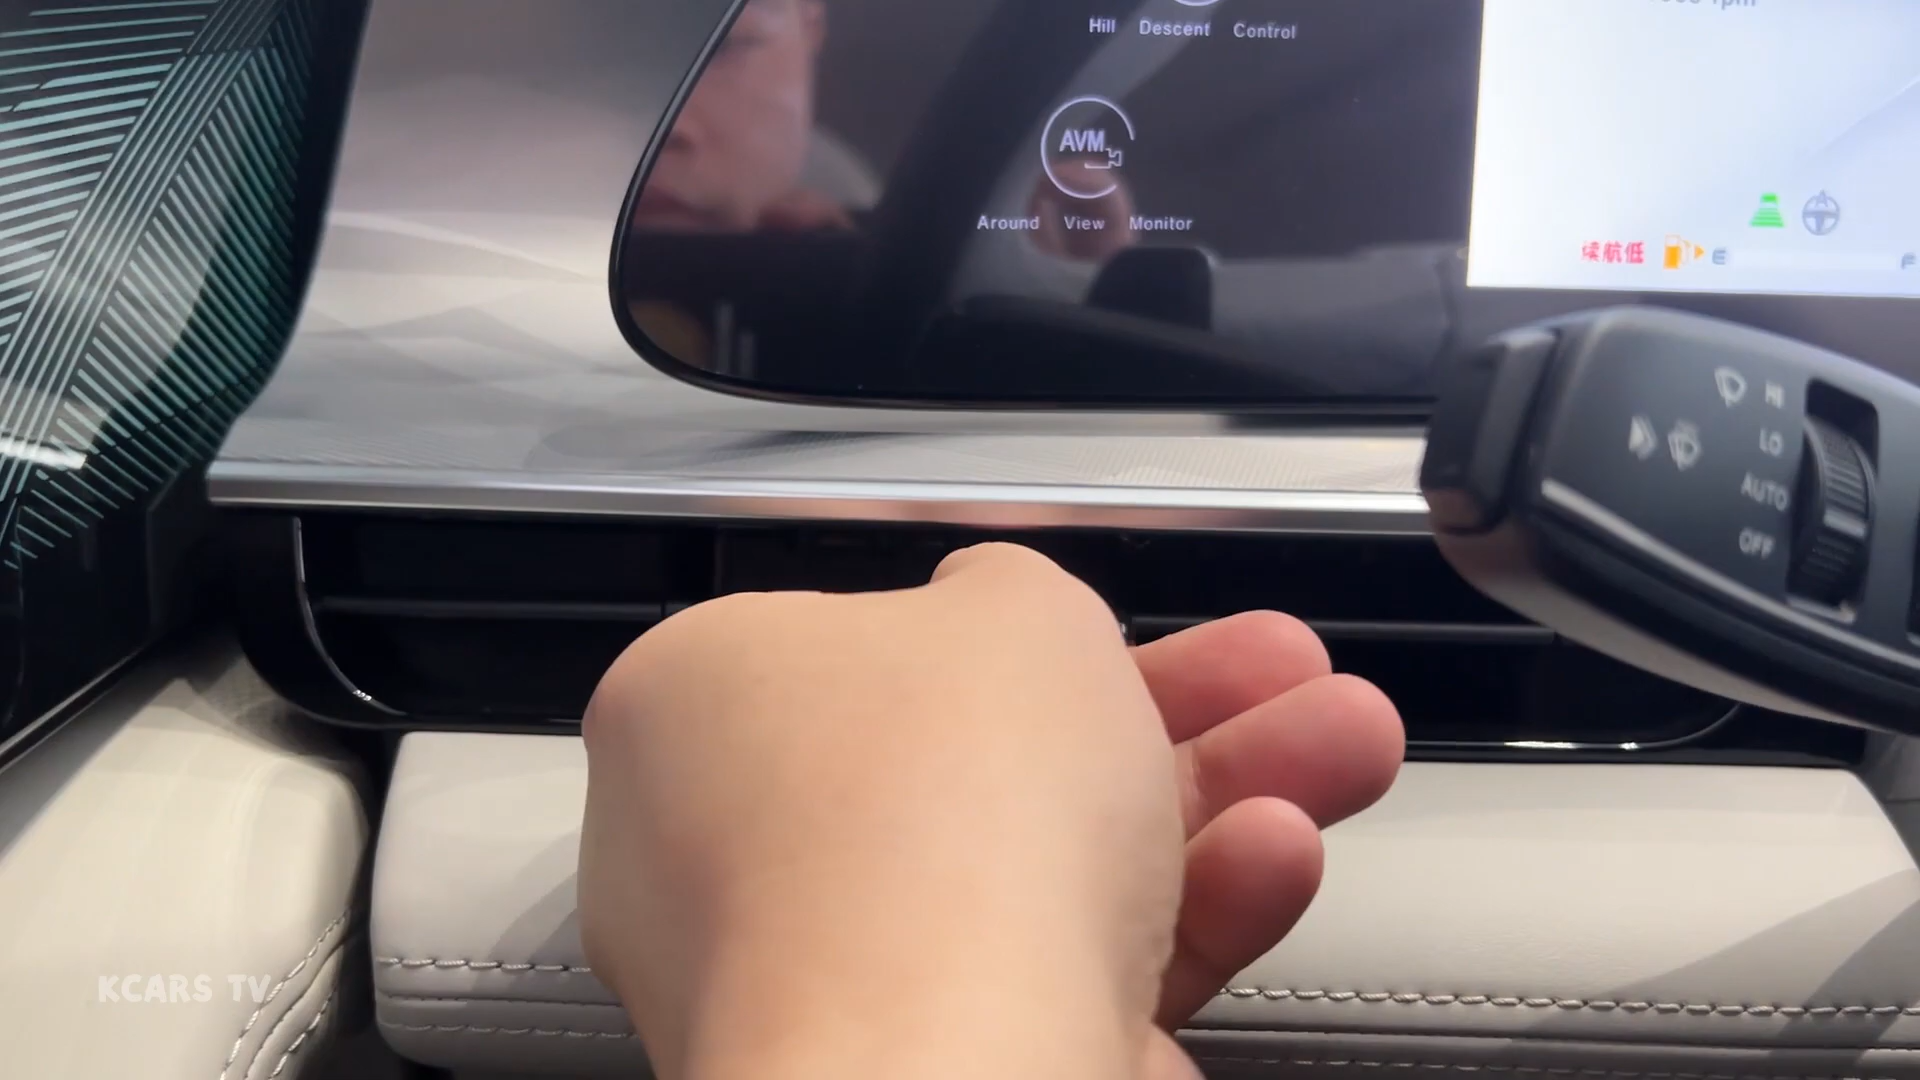 Hill Descent Control
AVM
Around View Monitor
续航低
E
F
HI
LO
AUTO
OFF
KCARS TV